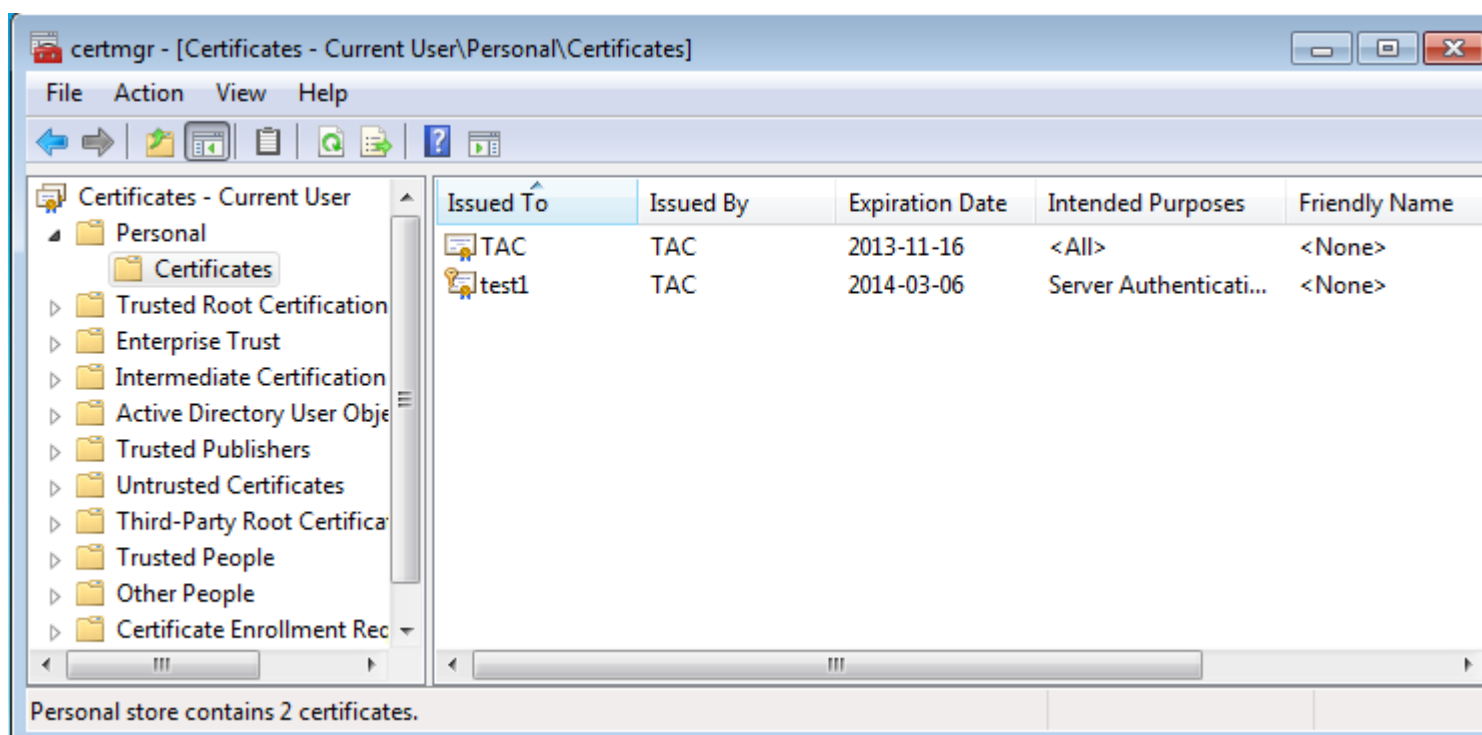 certmgr - [Certificates - Current User\Personal\Certificates]
File Action View Help
Certificates - Current User
Personal
Certificates
Trusted Root Certification
Enterprise Trust
Intermediate Certification
Active Directory User Obje
Trusted Publishers
Untrusted Certificates
Third-Party Root Certifica
Trusted People
Other People
Certificate Enrollment Rec
Issued To Issued By Expiration Date Intended Purposes Friendly Name
TAC TAC 2013-11-16 <All> <None>
test1 TAC 2014-03-06 Server Authenticati... <None>
Personal store contains 2 certificates.